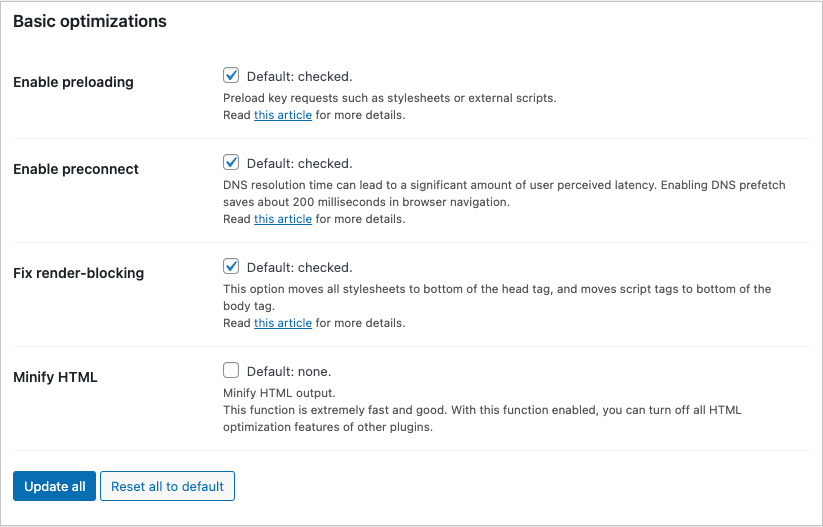 Basic optimizations
Enable preloading
Default: checked.
Preload key requests such as stylesheets or external scripts.
Read this article for more details.
Enable preconnect
Default: checked.
DNS resolution time can lead to a significant amount of user perceived latency. Enabling DNS prefetch
saves about 200 milliseconds in browser navigation.
Read this article for more details.
Fix render-blocking
Default: checked.
This option moves all stylesheets to bottom of the head tag, and moves script tags to bottom of the
body tag.
Read this article for more details.
Minify HTML
Default: none.
Minify HTML output.
This function is extremely fast and good. With this function enabled, you can turn off all HTML
optimization features of other plugins.
Update all
Reset all to default